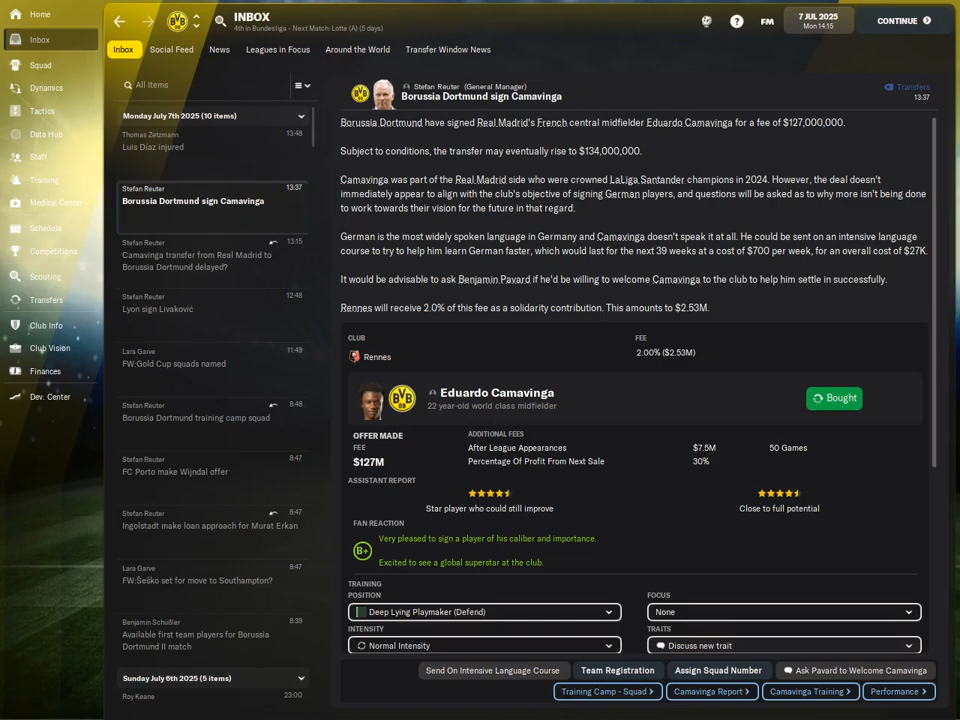 Home
Inbox
Squad
Dynamics
Tactics
Data Hub
Staff
Training
Medical Center
Schedule
Competitions
Scouting
Transfers
Club Info
Club Vision
Finances
Dev. Center
INBOX
4th in Bundesliga - Next Match: Lotte (A) (5 days)
FM
7 JUL 2025
Mon 14:15
CONTINUE
Inbox
Social Feed
News
Leagues in Focus
Around the World
Transfer Window News
All Items
Monday July 7th 2025 (10 items)
Thomas Zetzmann 13:48
Luis Díaz injured
Stefan Reuter 13:37
Borussia Dortmund sign Camavinga
Stefan Reuter 13:15
Camavinga transfer from Real Madrid to
Borussia Dortmund delayed?
Stefan Reuter 12:48
Lyon sign Livaković
Lara Garve 11:49
FW:Gold Cup squads named
Stefan Reuter 8:48
Borussia Dortmund training camp squad
Stefan Reuter 8:47
FC Porto make Wijndal offer
Stefan Reuter 8:47
Ingolstadt make loan approach for Murat Erkan
Lara Garve 8:47
FW:Šeško set for move to Southampton?
Benjamin Schüßler 8:39
Available first team players for Borussia
Dortmund II match
Sunday July 6th 2025 (5 items)
Roy Keane 23:00
Stefan Reuter (General Manager)
Borussia Dortmund sign Camavinga
Transfers
13:37
Borussia Dortmund have signed Real Madrid's French central midfielder Eduardo Camavinga for a fee of $127,000,000.
Subject to conditions, the transfer may eventually rise to $134,000,000.
Camavinga was part of the Real Madrid side who were crowned LaLiga Santander champions in 2024. However, the deal doesn't
immediately appear to align with the club's objective of signing German players, and questions will be asked as to why more isn't being done
to work towards their vision for the future in that regard.
German is the most widely spoken language in Germany and Camavinga doesn't speak it at all. He could be sent on an intensive language
course to try to help him learn German faster, which would last for the next 39 weeks at a cost of $700 per week, for an overall cost of $27K.
It would be advisable to ask Benjamin Pavard if he'd be willing to welcome Camavinga to the club to help him settle in successfully.
Rennes will receive 2.0% of this fee as a solidarity contribution. This amounts to $2.53M.
CLUB FEE
Rennes 2.00% ($2.53M)
Eduardo Camavinga
22 year-old world class midfielder
Bought
OFFER MADE
FEE
$127M
ADDITIONAL FEES
After League Appearances $7.5M 50 Games
Percentage Of Profit From Next Sale 30%
ASSISTANT REPORT
Star player who could still improve
Close to full potential
FAN REACTION
B+
Very pleased to sign a player of his caliber and importance.
Excited to see a global superstar at the club.
TRAINING
POSITION FOCUS
Deep Lying Playmaker (Defend) None
INTENSITY TRAITS
Normal Intensity Discuss new trait
Send On Intensive Language Course
Team Registration
Assign Squad Number
Ask Pavard to Welcome Camavinga
Training Camp - Squad
Camavinga Report
Camavinga Training
Performance